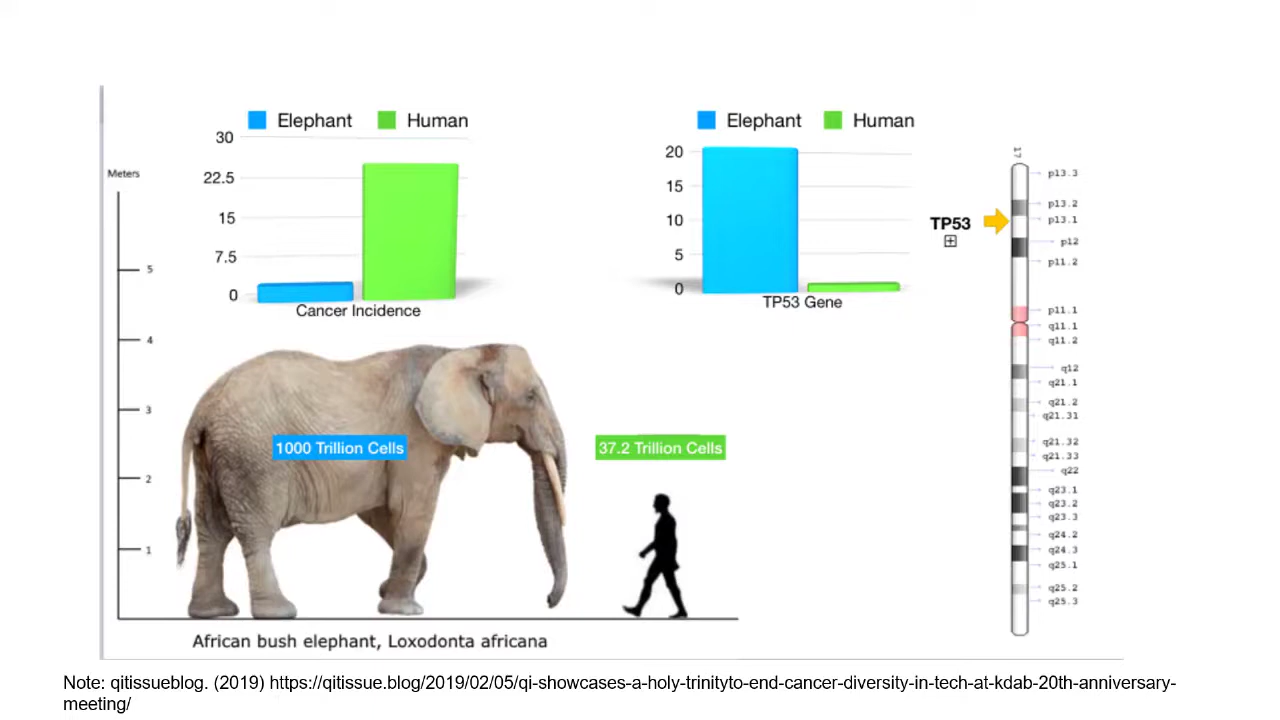 Elephant Human
30
22.5
15
7.5
0
Cancer Incidence
Elephant Human
20
15
10
5
0
TP53 Gene
Meters
5
4
3
2
1
1000 Trillion Cells
37.2 Trillion Cells
African bush elephant, Loxodonta africana
TP53
17
p13.3
p13.2
p13.1
p12
p11.2
p11.1
q11.1
q11.2
q12
q21.1
q21.2
q21.31
q21.32
q21.33
q22
q23.1
q23.2
q23.3
q24.2
q24.3
q25.1
q25.2
q25.3
Note: qitissueblog. (2019) https://qitissue.blog/2019/02/05/qi-showcases-a-holy-trinityto-end-cancer-diversity-in-tech-at-kdab-20th-anniversary-
meeting/